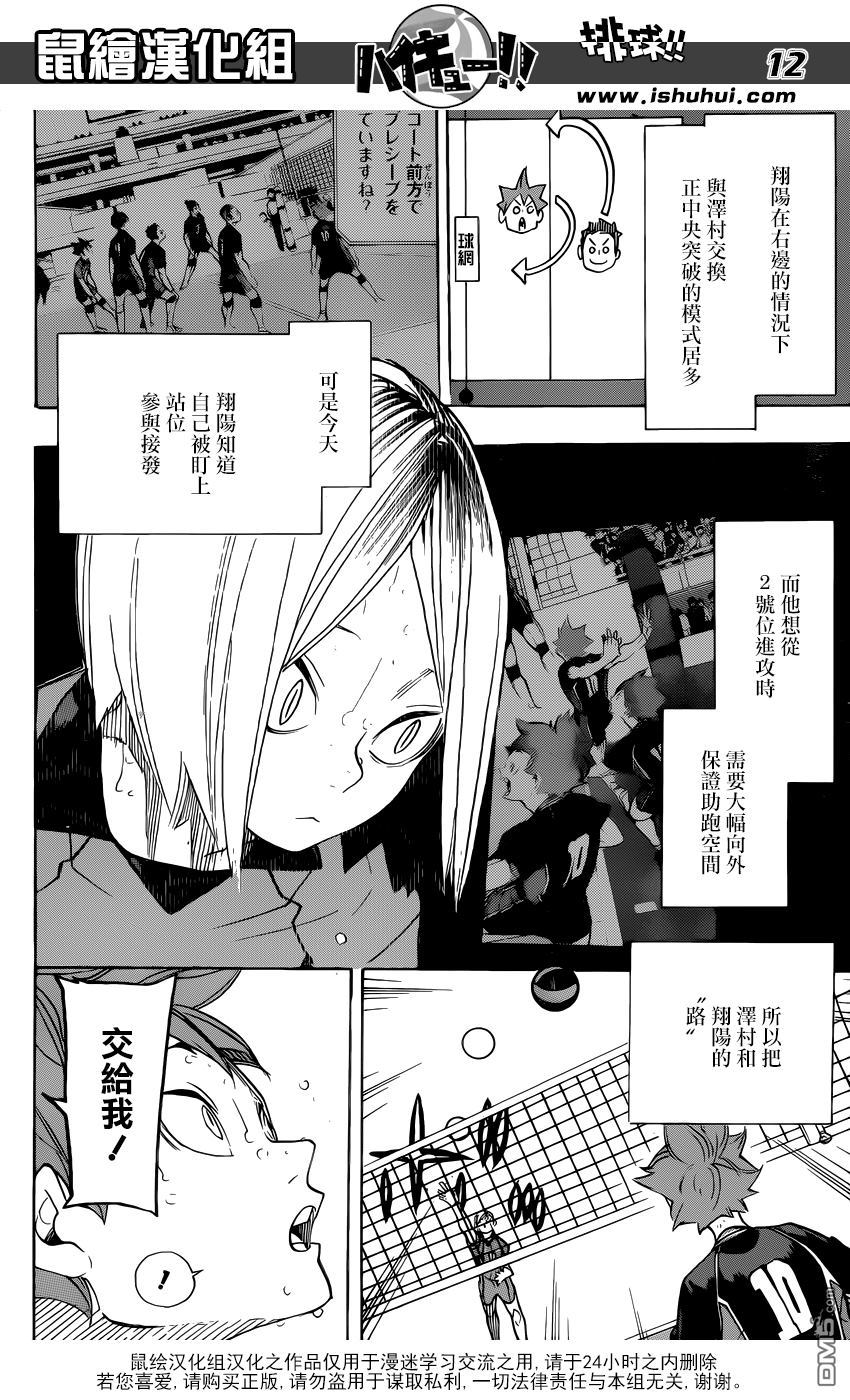 鼠繪漢化組
ハイキュー!!
排球!!
12
www.ishuhui.com
翔陽在右邊的情況下
與澤村交換
正中央突破的模式居多
球網
コート前方で
ぜんぽう
プレシーブを
ていますね?
可是今天
翔陽知道
自己被盯上
站位
參與接發
而他想從
2號位進攻時
需要大幅向外
保證助跑空間
所以把
澤村和
翔陽的
〝路〞
10
交給我!
!
DM5.com
鼠绘汉化组汉化之作品仅用于漫迷学习交流之用, 请于24小时之内删除
若您喜爱, 请购买正版, 请勿用于谋取私利, 一切法律责任与本组无关, 谢谢。